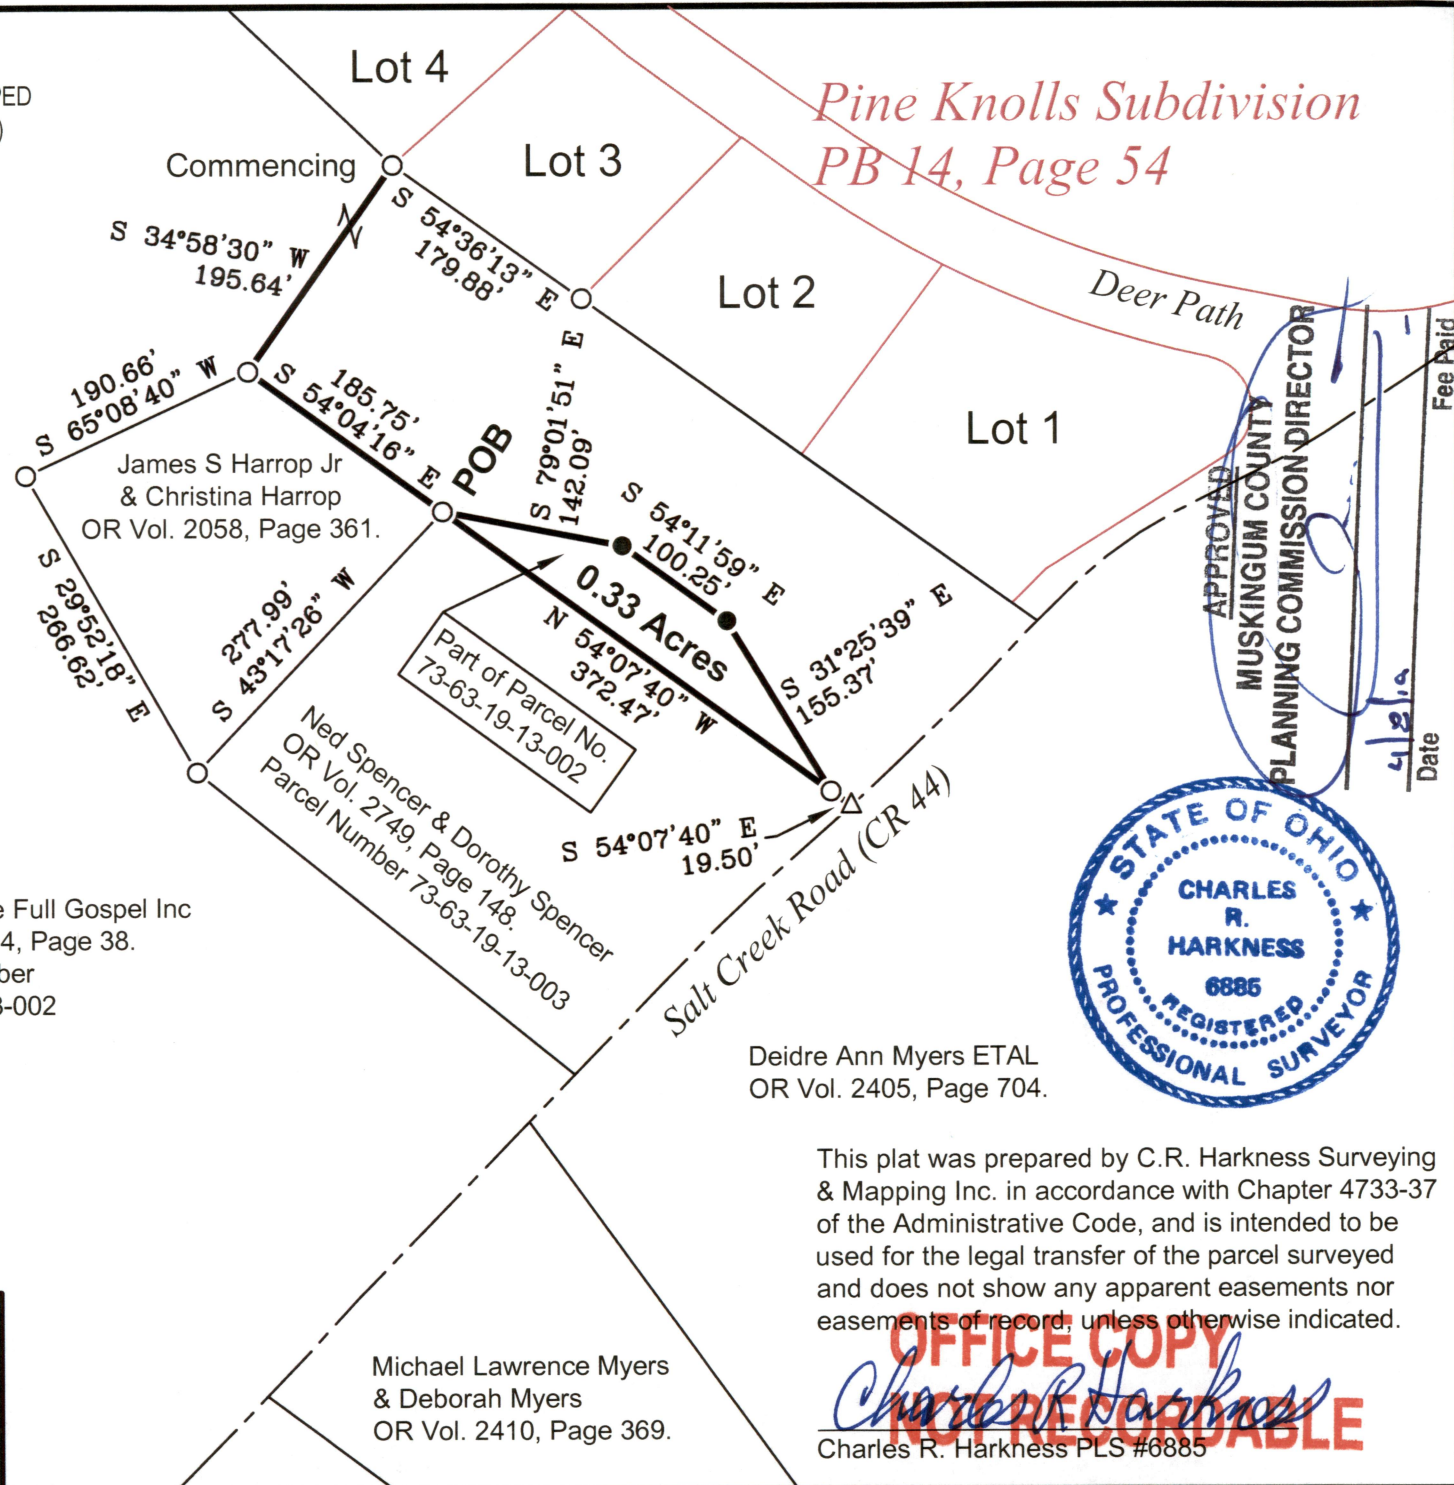 Lot 4
PED
)
Pine Knolls Subdivision
PB 14, Page 54
Commencing
Lot 3
S 34°58'30" W
195.64'
S 54°36'13" E
179.88'
Lot 2
Deer Path
190.66'
S 65°08'40" W
185.75'
S 54°04'16" E
POB
S 79°01'51" E
142.09'
Lot 1
James S Harrop Jr
& Christina Harrop
OR Vol. 2058, Page 361.
S 54°11'59" E
100.25'
0.33 Acres
S 29°52'18" E
266.62'
277.99'
S 43°17'26" W
N 54°07'40" W
372.47'
S 31°25'39" E
155.37'
Part of Parcel No.
73-63-19-13-002
Ned Spencer & Dorothy Spencer
OR Vol. 2749, Page 148.
Parcel Number 73-63-19-13-003
S 54°07'40" E
19.50'
Salt Creek Road (CR 44)
APPROVED
MUSKINGUM COUNTY
PLANNING COMMISSION DIRECTOR
Fee Paid
Date
STATE OF OHIO
CHARLES
R.
HARKNESS
6885
REGISTERED
PROFESSIONAL SURVEYOR
e Full Gospel Inc
4, Page 38.
ber
3-002
Deidre Ann Myers ETAL
OR Vol. 2405, Page 704.
This plat was prepared by C.R. Harkness Surveying
& Mapping Inc. in accordance with Chapter 4733-37
of the Administrative Code, and is intended to be
used for the legal transfer of the parcel surveyed
and does not show any apparent easements nor
easements of record, unless otherwise indicated.
OFFICE COPY
NOT RECORDABLE
Charles R Harkness
Charles R. Harkness PLS #6885
Michael Lawrence Myers
& Deborah Myers
OR Vol. 2410, Page 369.